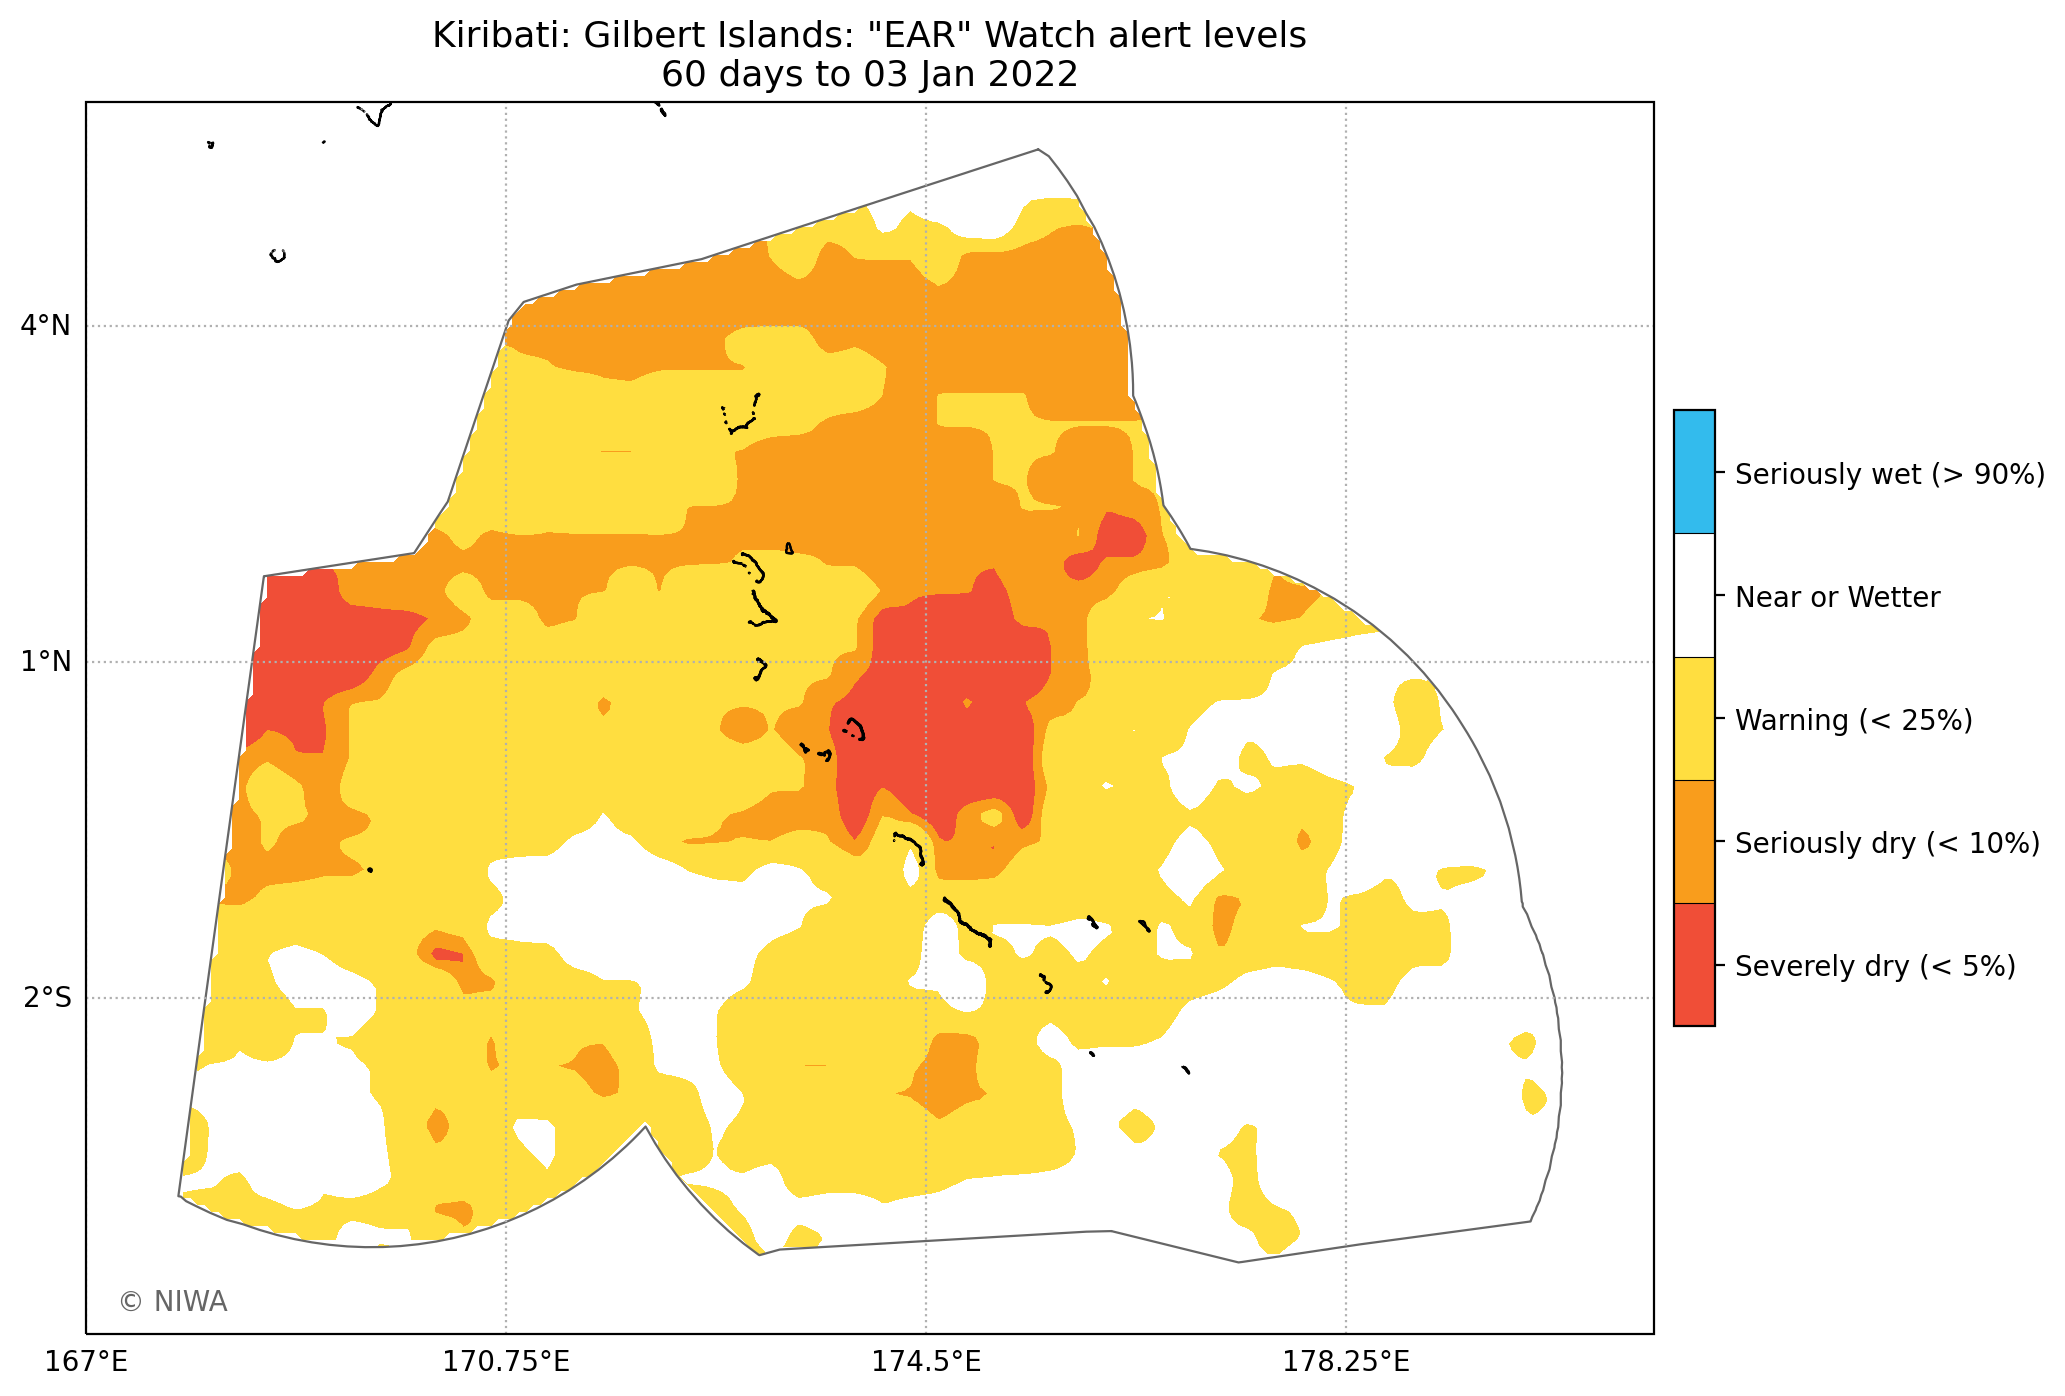 Kiribati: Gilbert Islands: "EAR" Watch alert levels
60 days to 03 Jan 2022
4°N
1°N
2°S
167°E
170.75°E
174.5°E
178.25°E
Seriously wet (> 90%)
Near or Wetter
Warning (< 25%)
Seriously dry (< 10%)
Severely dry (< 5%)
© NIWA